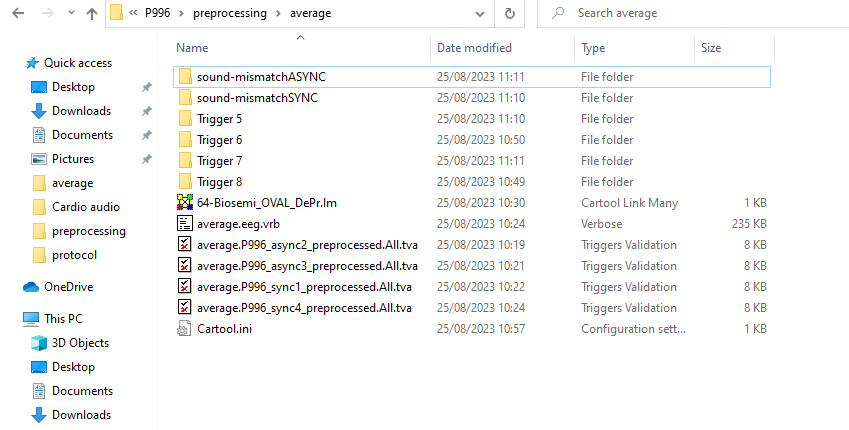 « P996 > preprocessing > average
Search average
Name Date modified Type Size
Quick access
Desktop
Downloads
Documents
Pictures
average
Cardio audio
preprocessing
protocol
OneDrive
This PC
3D Objects
Desktop
Documents
Downloads
sound-mismatchASYNC 25/08/2023 11:11 File folder
sound-mismatchSYNC 25/08/2023 11:10 File folder
Trigger 5 25/08/2023 11:10 File folder
Trigger 6 25/08/2023 10:50 File folder
Trigger 7 25/08/2023 11:11 File folder
Trigger 8 25/08/2023 10:49 File folder
64-Biosemi_OVAL_DePr.lm 25/08/2023 10:30 Cartool Link Many 1 KB
average.eeg.vrb 25/08/2023 10:24 Verbose 235 KB
average.P996_async2_preprocessed.All.tva 25/08/2023 10:19 Triggers Validation 8 KB
average.P996_async3_preprocessed.All.tva 25/08/2023 10:21 Triggers Validation 8 KB
average.P996_sync1_preprocessed.All.tva 25/08/2023 10:22 Triggers Validation 8 KB
average.P996_sync4_preprocessed.All.tva 25/08/2023 10:24 Triggers Validation 8 KB
Cartool.ini 25/08/2023 10:57 Configuration sett... 1 KB